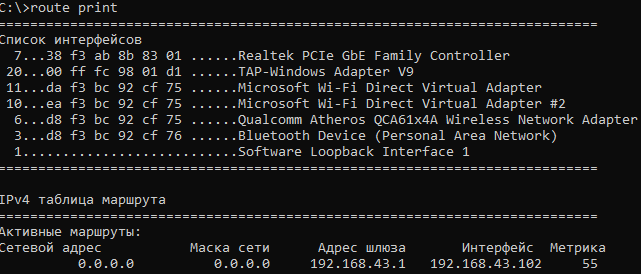 C:\>route print
===========================================================================
Список интерфейсов
  7...38 f3 ab 8b 83 01 ......Realtek PCIe GbE Family Controller
 20...00 ff fc 98 01 d1 ......TAP-Windows Adapter V9
 11...da f3 bc 92 cf 75 ......Microsoft Wi-Fi Direct Virtual Adapter
 10...ea f3 bc 92 cf 75 ......Microsoft Wi-Fi Direct Virtual Adapter #2
  6...d8 f3 bc 92 cf 75 ......Qualcomm Atheros QCA61x4A Wireless Network Adapter
  3...d8 f3 bc 92 cf 76 ......Bluetooth Device (Personal Area Network)
  1...........................Software Loopback Interface 1
===========================================================================
IPv4 таблица маршрута
===========================================================================
Активные маршруты:
Сетевой адрес           Маска сети      Адрес шлюза       Интерфейс  Метрика
          0.0.0.0          0.0.0.0     192.168.43.1   192.168.43.102     55